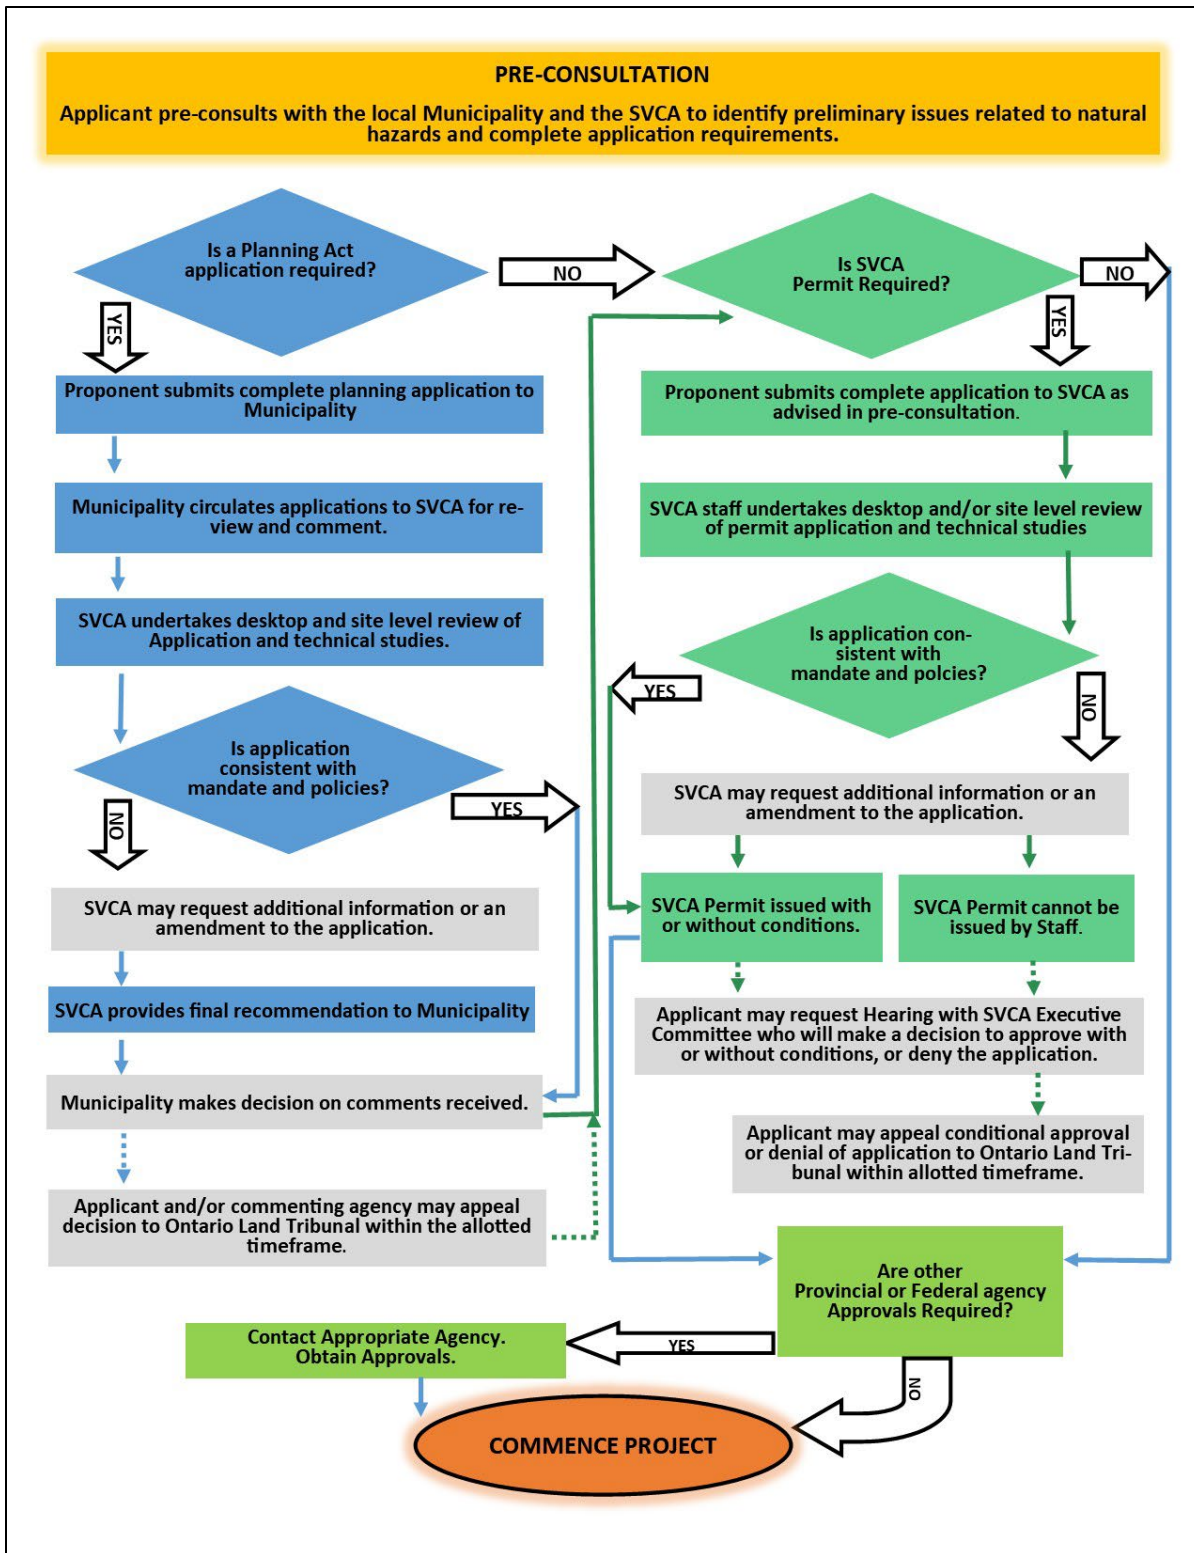 PRE-CONSULTATION
Applicant pre-consults with the local Municipality and the SVCA to identify preliminary issues related to natural
hazards and complete application requirements.
Is a Planning Act
application required?
NO
Is SVCA
Permit Required?
NO
YES
YES
Proponent submits complete planning application to
Municipality
Municipality circulates applications to SVCA for re-
view and comment.
SVCA undertakes desktop and site level review of
Application and technical studies.
Is application
consistent with
mandate and policies?
YES
NO
SVCA may request additional information or an
amendment to the application.
SVCA provides final recommendation to Municipality
Municipality makes decision on comments received.
Applicant and/or commenting agency may appeal
decision to Ontario Land Tribunal within the allotted
timeframe.
Proponent submits complete application to SVCA as
advised in pre-consultation.
SVCA staff undertakes desktop and/or site level review
of permit application and technical studies
Is application con-
sistent with
mandate and polcies?
YES
NO
SVCA may request additional information or an
amendment to the application.
SVCA Permit issued with
or without conditions.
SVCA Permit cannot be
issued by Staff.
Applicant may request Hearing with SVCA Executive
Committee who will make a decision to approve with
or without conditions, or deny the application.
Applicant may appeal conditional approval
or denial of application to Ontario Land Tri-
bunal within allotted timeframe.
Are other
Provincial or Federal agency
Approvals Required?
YES
NO
Contact Appropriate Agency.
Obtain Approvals.
COMMENCE PROJECT